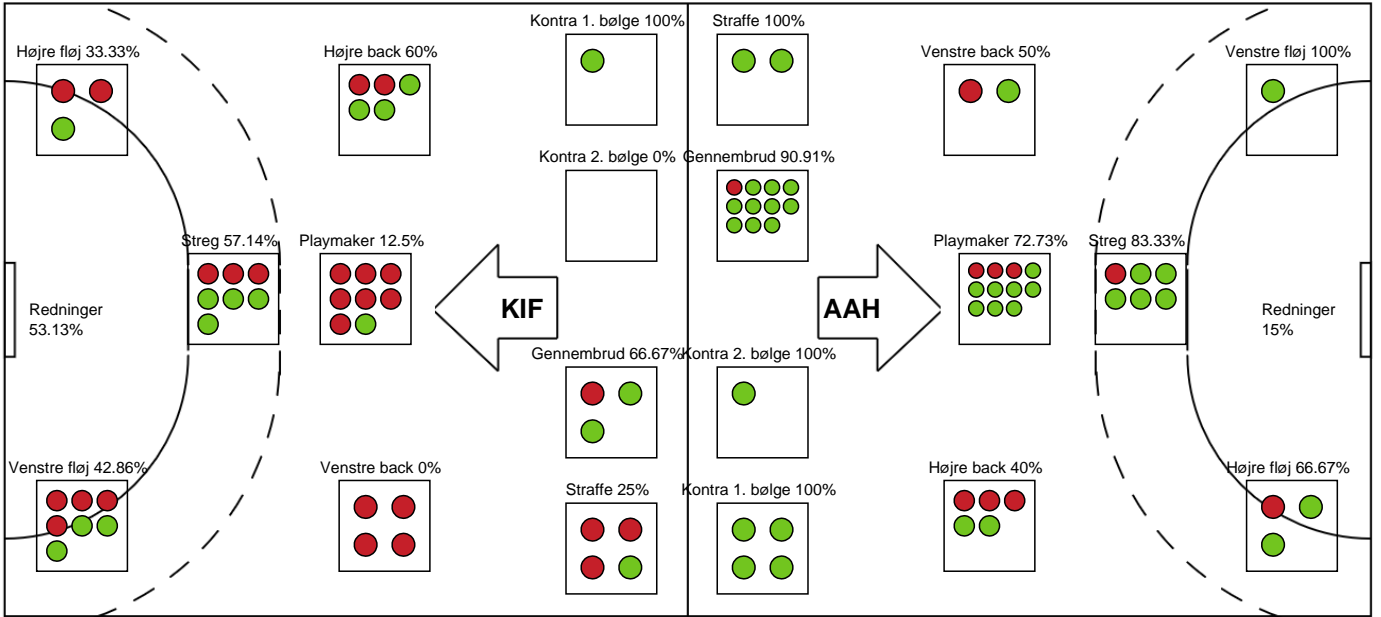 Kontra 1. bølge 100%
Straffe 100%
Højre fløj 33.33%
Højre back 60%
Venstre back 50%
Venstre fløj 100%
Kontra 2. bølge 0%
Gennembrud 90.91%
Streg 57.14%
Playmaker 12.5%
Playmaker 72.73%
Streg 83.33%
Redninger
53.13%
KIF
AAH
Redninger
15%
Gennembrud 66.67%
Kontra 2. bølge 100%
Venstre fløj 42.86%
Venstre back 0%
Straffe 25%
Kontra 1. bølge 100%
Højre back 40%
Højre fløj 66.67%